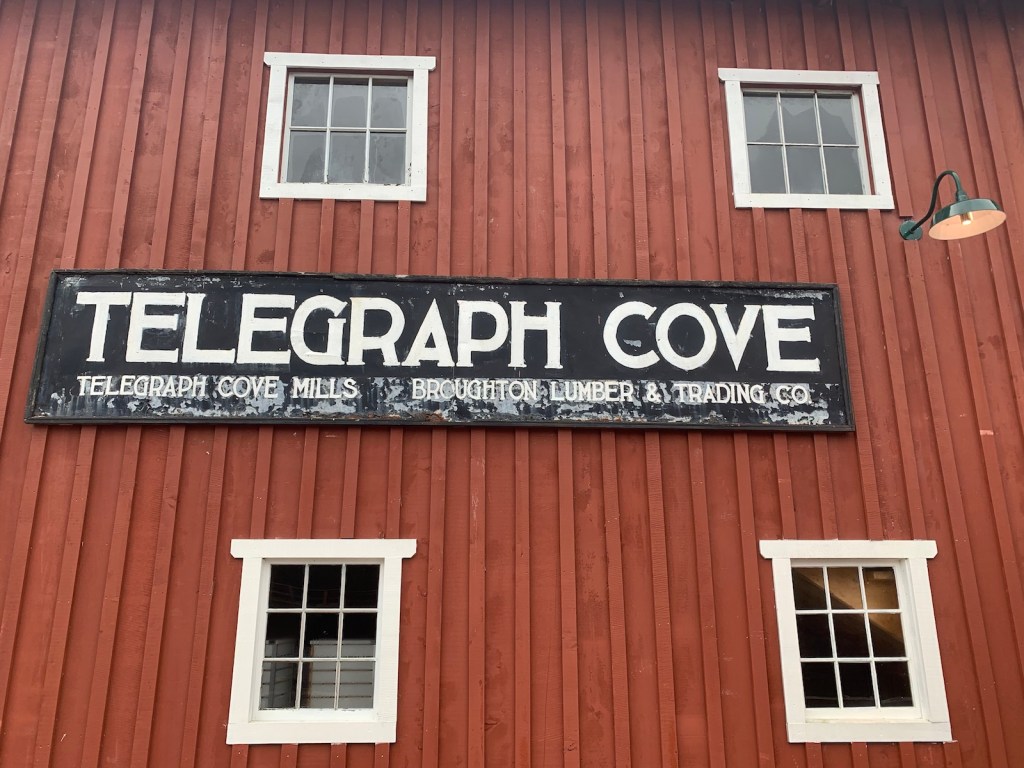 TELEGRAPH COVE
TELEGRAPH COVE MILLS BROUGHTON LUMBER & TRADING CO.